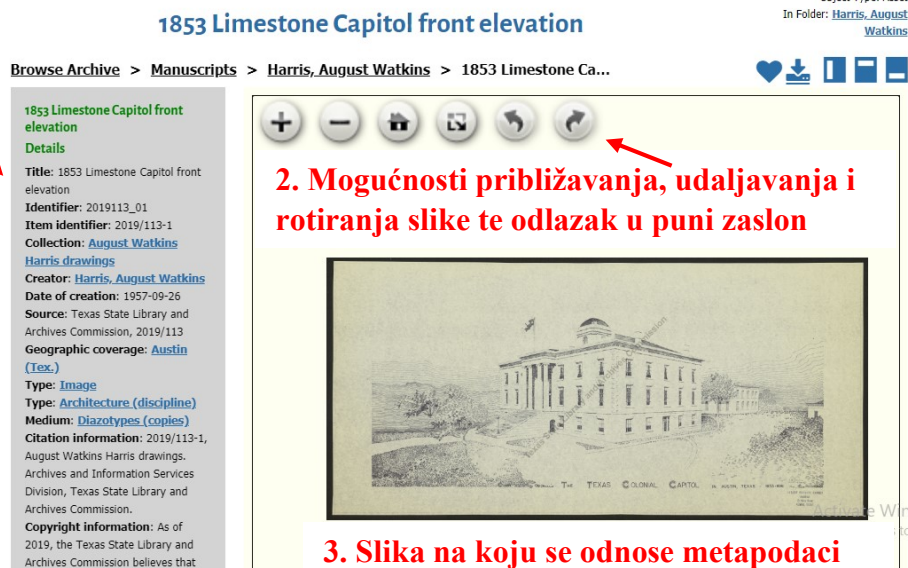 1853 Limestone Capitol front elevation
In Folder: Harris, August
Watkins
Browse Archive > Manuscripts > Harris, August Watkins > 1853 Limestone Ca...
1853 Limestone Capitol front
elevation
Details
Title: 1853 Limestone Capitol front
elevation
Identifier: 2019113_01
Item identifier: 2019/113-1
Collection: August Watkins
Harris drawings
Creator: Harris, August Watkins
Date of creation: 1957-09-26
Source: Texas State Library and
Archives Commission, 2019/113
Geographic coverage: Austin
(Tex.)
Type: Image
Type: Architecture (discipline)
Medium: Diazotypes (copies)
Citation information: 2019/113-1,
August Watkins Harris drawings.
Archives and Information Services
Division, Texas State Library and
Archives Commission.
Copyright information: As of
2019, the Texas State Library and
Archives Commission believes that
2. Mogućnosti približavanja, udaljavanja i
rotiranja slike te odlazak u puni zaslon
THE TEXAS COLONIAL CAPITOL
Activate Win
3. Slika na koju se odnose metapodaci